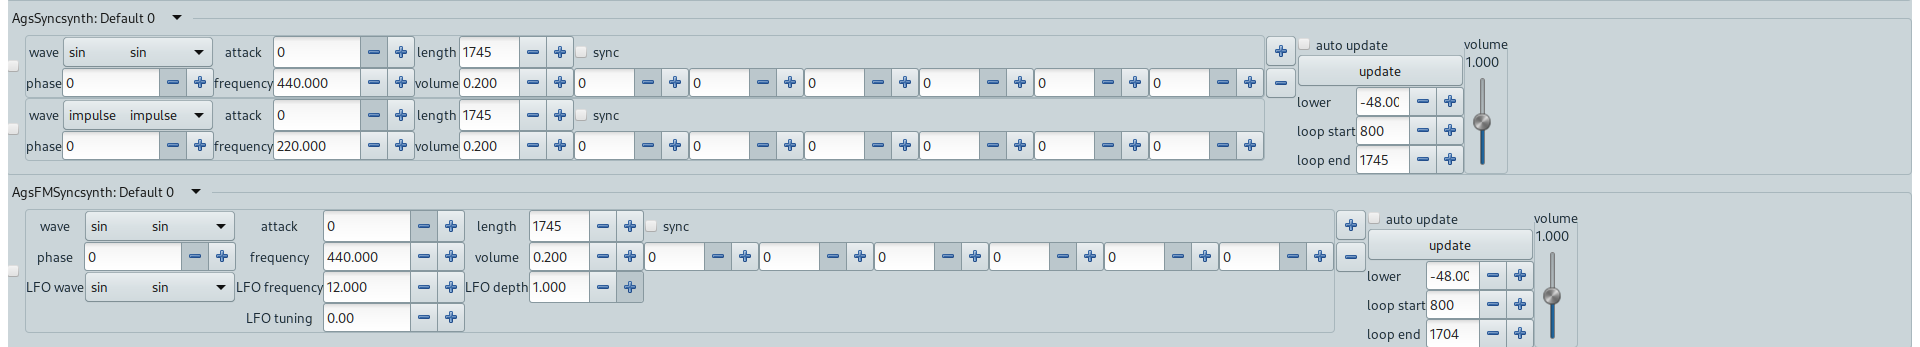 AgsSyncsynth: Default 0
wave sin sin attack 0 length 1745 sync
phase 0 frequency 440.000 volume 0.200 0 0 0 0 0 0
wave impulse impulse attack 0 length 1745 sync
phase 0 frequency 220.000 volume 0.200 0 0 0 0 0 0
auto update
update
lower -48.00
loop start 800
loop end 1745
volume
1.000
AgsFMSyncsynth: Default 0
wave sin sin attack 0 length 1745 sync
phase 0 frequency 440.000 volume 0.200 0 0 0 0 0 0
LFO wave sin sin LFO frequency 12.000 LFO depth 1.000
LFO tuning 0.00
auto update
update
lower -48.00
loop start 800
loop end 1704
volume
1.000